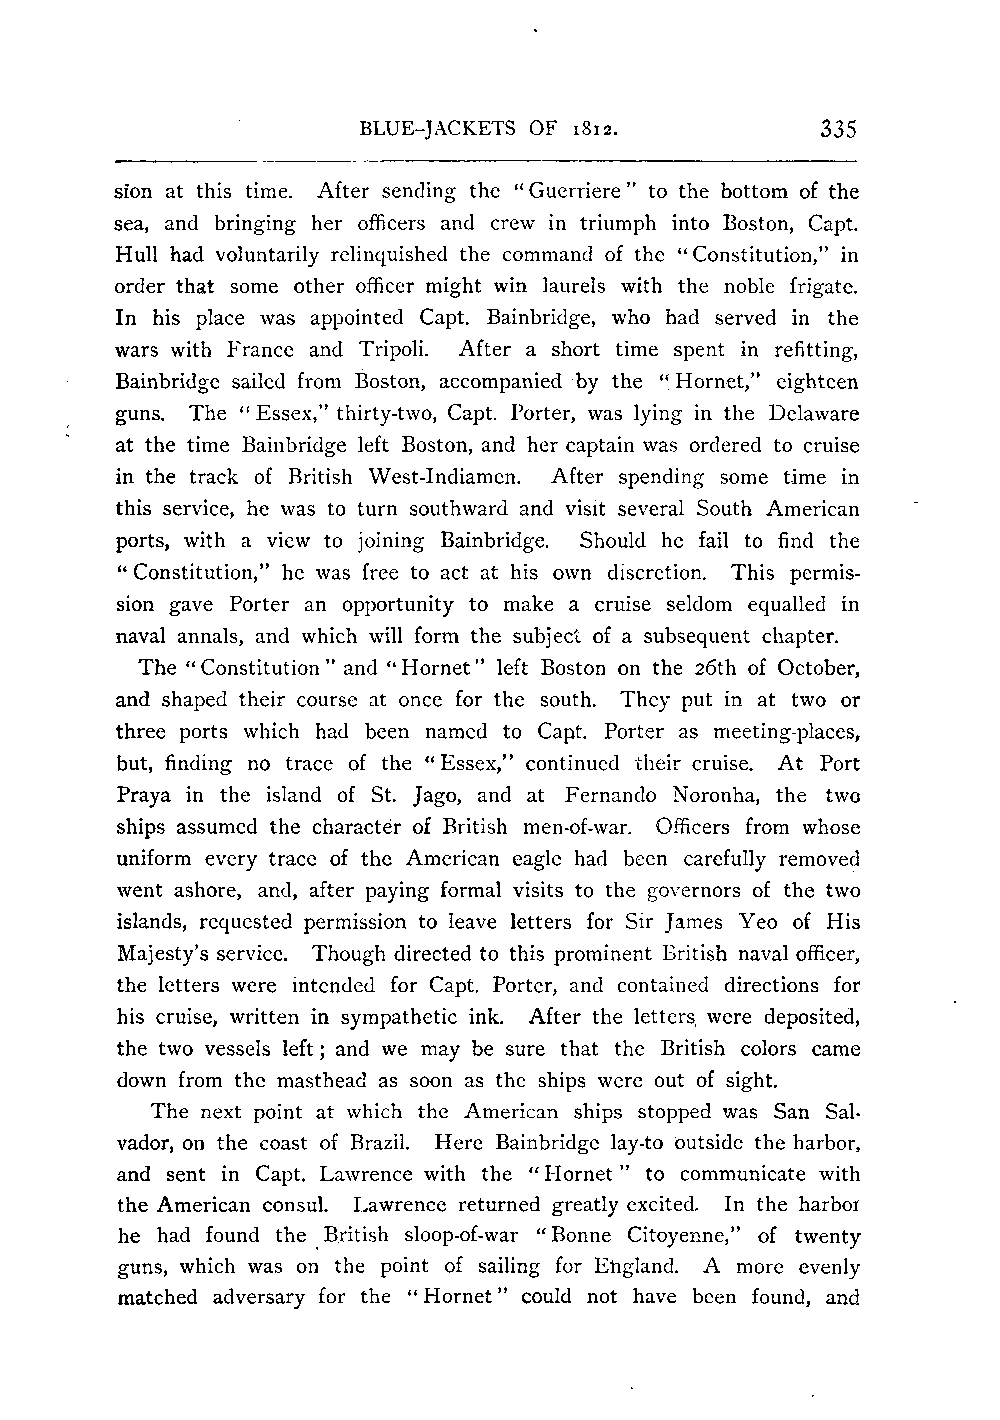 BLUE-JACKETS OF 1812. 335
sion at this time. After sending the "Guerriere" to the bottom of the
sea, and bringing her officers and crew in triumph into Boston, Capt.
Hull had voluntarily relinquished the command of the "Constitution," in
order that some other officer might win laurels with the noble frigate.
In his place was appointed Capt. Bainbridge, who had served in the
wars with France and Tripoli. After a short time spent in refitting,
Bainbridge sailed from Boston, accompanied by the "Hornet," eighteen
guns. The "Essex," thirty-two, Capt. Porter, was lying in the Delaware
at the time Bainbridge left Boston, and her captain was ordered to cruise
in the track of British West-Indiamen. After spending some time in
this service, he was to turn southward and visit several South American
ports, with a view to joining Bainbridge. Should he fail to find the
"Constitution," he was free to act at his own discretion. This permis-
sion gave Porter an opportunity to make a cruise seldom equalled in
naval annals, and which will form the subject of a subsequent chapter.
The "Constitution" and "Hornet" left Boston on the 26th of October,
and shaped their course at once for the south. They put in at two or
three ports which had been named to Capt. Porter as meeting-places,
but, finding no trace of the "Essex," continued their cruise. At Port
Praya in the island of St. Jago, and at Fernando Noronha, the two
ships assumed the character of British men-of-war. Officers from whose
uniform every trace of the American eagle had been carefully removed
went ashore, and, after paying formal visits to the governors of the two
islands, requested permission to leave letters for Sir James Yeo of His
Majesty's service. Though directed to this prominent British naval officer,
the letters were intended for Capt. Porter, and contained directions for
his cruise, written in sympathetic ink. After the letters were deposited,
the two vessels left; and we may be sure that the British colors came
down from the masthead as soon as the ships were out of sight.
The next point at which the American ships stopped was San Sal-
vador, on the coast of Brazil. Here Bainbridge lay-to outside the harbor,
and sent in Capt. Lawrence with the "Hornet" to communicate with
the American consul. Lawrence returned greatly excited. In the harbor
he had found the British sloop-of-war "Bonne Citoyenne," of twenty
guns, which was on the point of sailing for England. A more evenly
matched adversary for the "Hornet" could not have been found, and